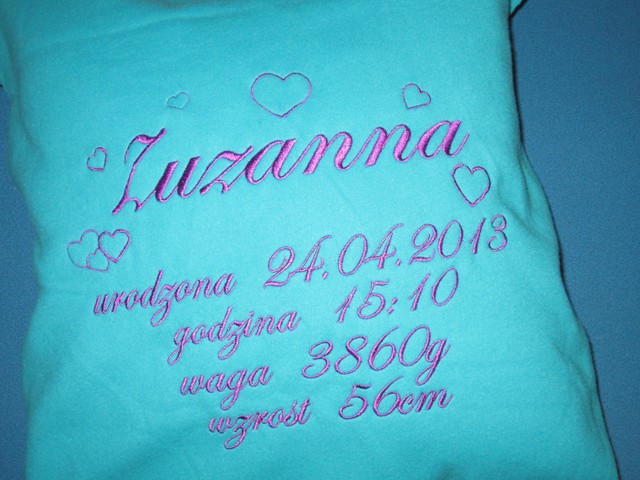 Zuzanna
urodzona 24.04.2013
godzina 15:10
waga 3860g
wzrost 56cm